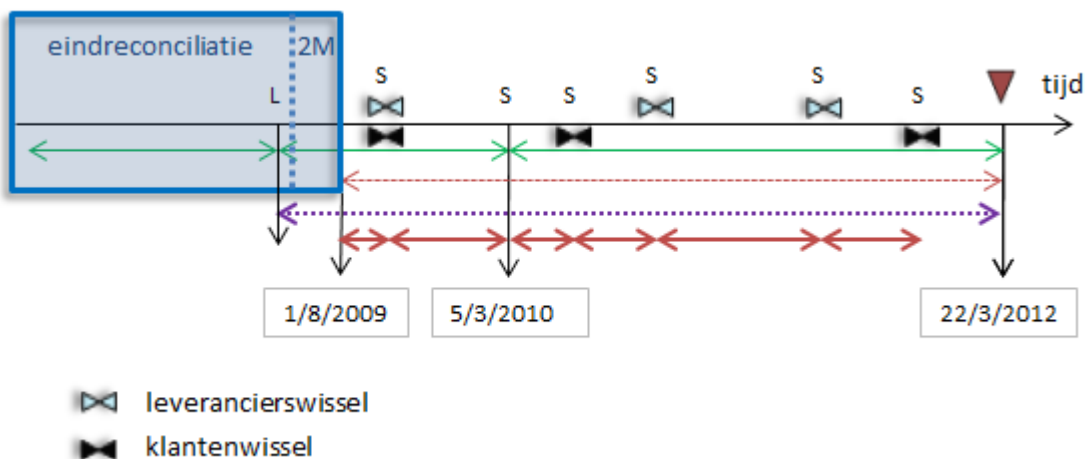 eindreconciliatie 2M
L S S S S S S tijd
1/8/2009 5/3/2010 22/3/2012
leverancierswissel
klantenwissel